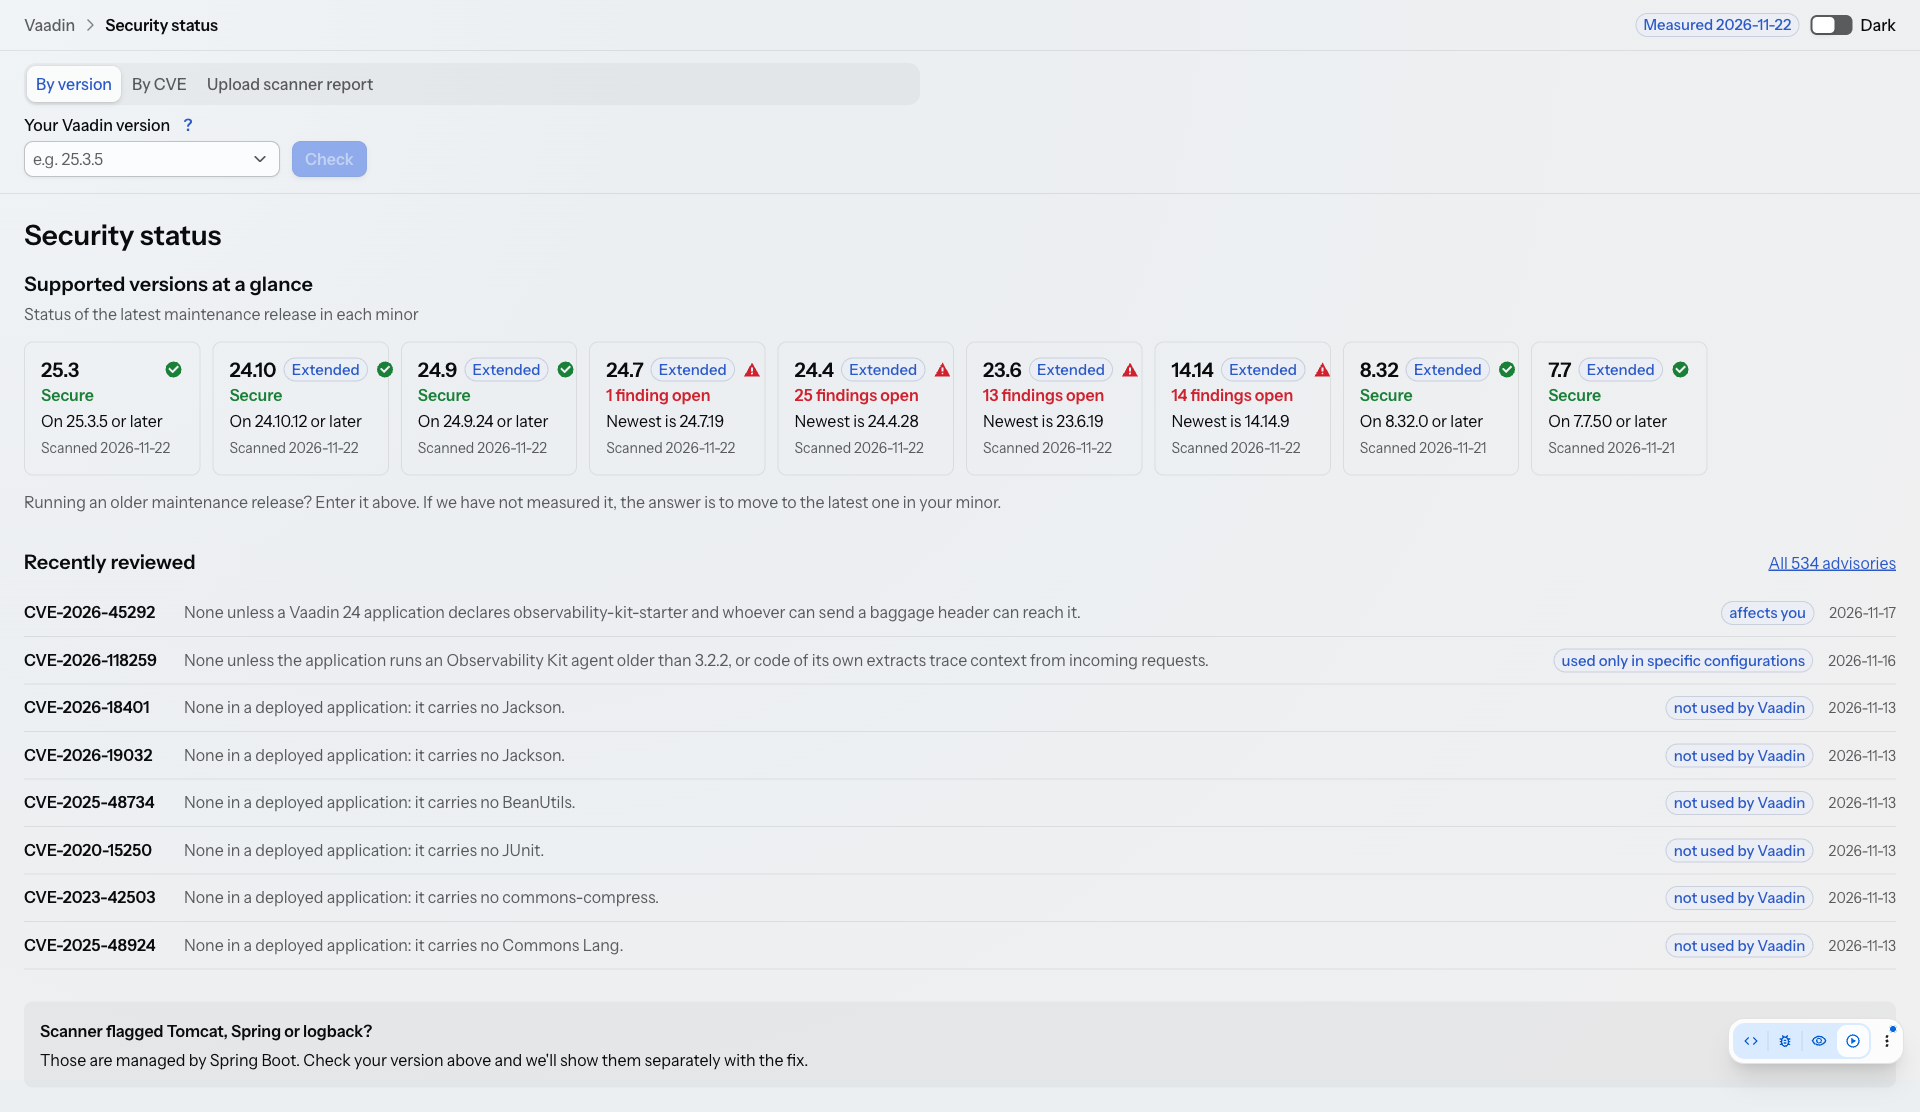 Vaadin > Security status
Measured 2026-11-22
Dark
By version
By CVE
Upload scanner report
Your Vaadin version ?
e.g. 25.3.5
Check
Security status
Supported versions at a glance
Status of the latest maintenance release in each minor
25.3
Secure
On 25.3.5 or later
Scanned 2026-11-22
24.10 Extended
Secure
On 24.10.12 or later
Scanned 2026-11-22
24.9 Extended
Secure
On 24.9.24 or later
Scanned 2026-11-22
24.7 Extended
1 finding open
Newest is 24.7.19
Scanned 2026-11-22
24.4 Extended
25 findings open
Newest is 24.4.28
Scanned 2026-11-22
23.6 Extended
13 findings open
Newest is 23.6.19
Scanned 2026-11-22
14.14 Extended
14 findings open
Newest is 14.14.9
Scanned 2026-11-22
8.32 Extended
Secure
On 8.32.0 or later
Scanned 2026-11-21
7.7 Extended
Secure
On 7.7.50 or later
Scanned 2026-11-21
Running an older maintenance release? Enter it above. If we have not measured it, the answer is to move to the latest one in your minor.
Recently reviewed
All 534 advisories
CVE-2026-45292 None unless a Vaadin 24 application declares observability-kit-starter and whoever can send a baggage header can reach it. affects you 2026-11-17
CVE-2026-118259 None unless the application runs an Observability Kit agent older than 3.2.2, or code of its own extracts trace context from incoming requests. used only in specific configurations 2026-11-16
CVE-2026-18401 None in a deployed application: it carries no Jackson. not used by Vaadin 2026-11-13
CVE-2026-19032 None in a deployed application: it carries no Jackson. not used by Vaadin 2026-11-13
CVE-2025-48734 None in a deployed application: it carries no BeanUtils. not used by Vaadin 2026-11-13
CVE-2020-15250 None in a deployed application: it carries no JUnit. not used by Vaadin 2026-11-13
CVE-2023-42503 None in a deployed application: it carries no commons-compress. not used by Vaadin 2026-11-13
CVE-2025-48924 None in a deployed application: it carries no Commons Lang. not used by Vaadin 2026-11-13
Scanner flagged Tomcat, Spring or logback?
Those are managed by Spring Boot. Check your version above and we'll show them separately with the fix.